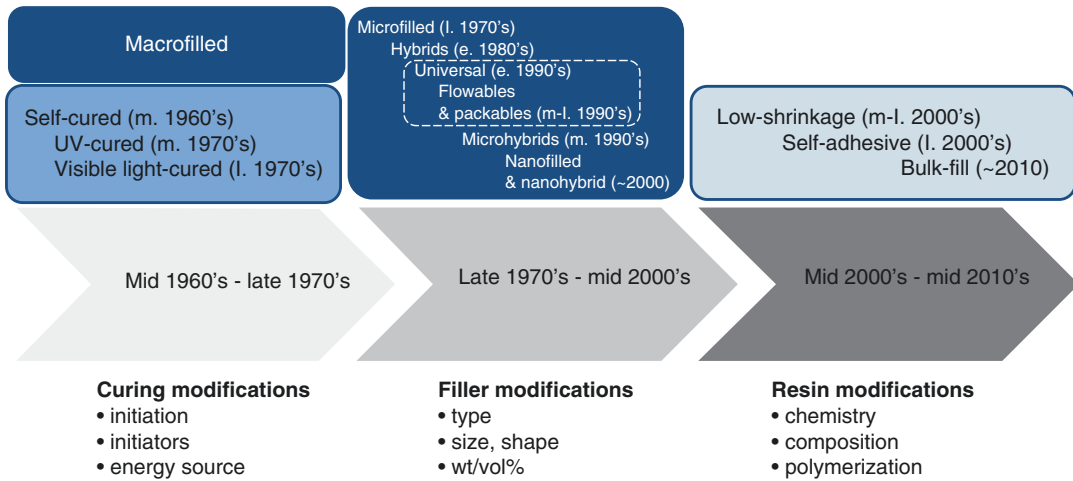 Macrofilled
Self-cured (m. 1960's)
UV-cured (m. 1970's)
Visible light-cured (l. 1970's)
Microfilled (l. 1970's)
Hybrids (e. 1980's)
Universal (e. 1990's)
Flowables
& packables (m-l. 1990's)
Microhybrids (m. 1990's)
Nanofilled
& nanohybrid (~2000)
Low-shrinkage (m-l. 2000's)
Self-adhesive (l. 2000's)
Bulk-fill (~2010)
Mid 1960's - late 1970's
Late 1970's - mid 2000's
Mid 2000's - mid 2010's
Curing modifications
• initiation
• initiators
• energy source
Filler modifications
• type
• size, shape
• wt/vol%
Resin modifications
• chemistry
• composition
• polymerization